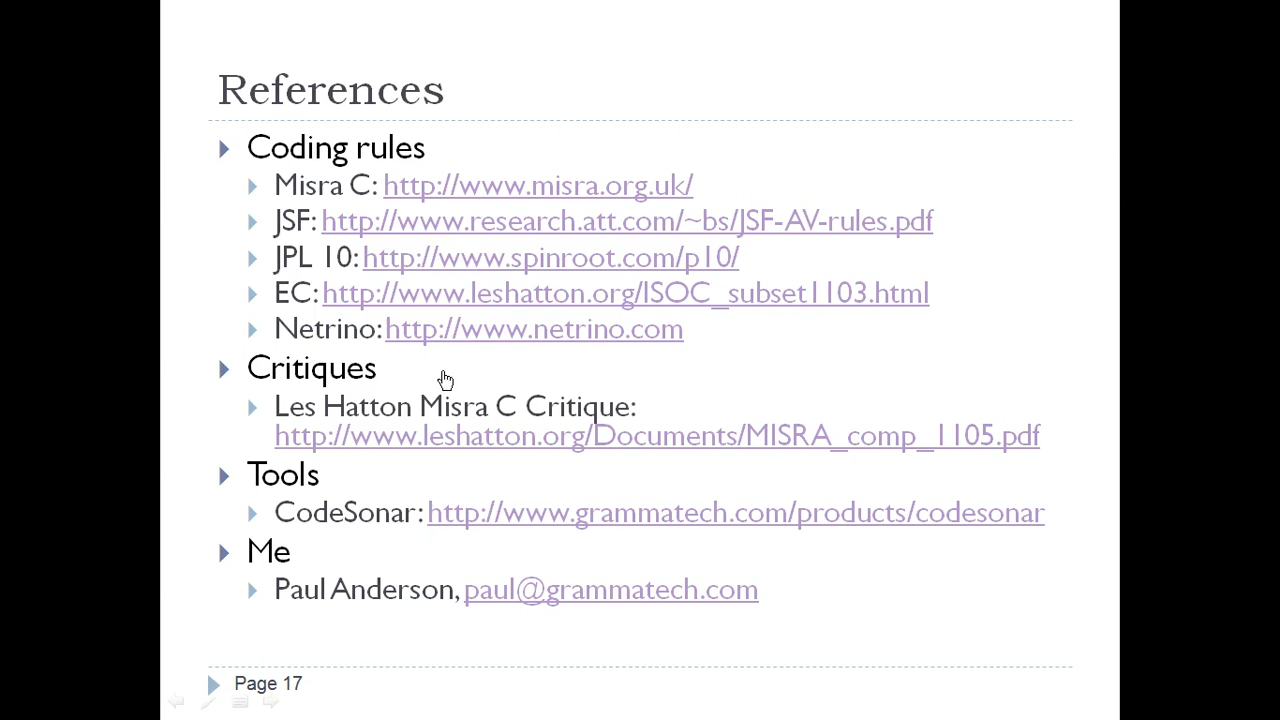 References
Coding rules
Misra C: http://www.misra.org.uk/
JSF: http://www.research.att.com/~bs/JSF-AV-rules.pdf
JPL 10: http://www.spinroot.com/p10/
EC: http://www.leshatton.org/ISOC_subset1103.html
Netrino: http://www.netrino.com
Critiques
Les Hatton Misra C Critique:
http://www.leshatton.org/Documents/MISRA_comp_1105.pdf
Tools
CodeSonar: http://www.grammatech.com/products/codesonar
Me
Paul Anderson, paul@grammatech.com
Page 17